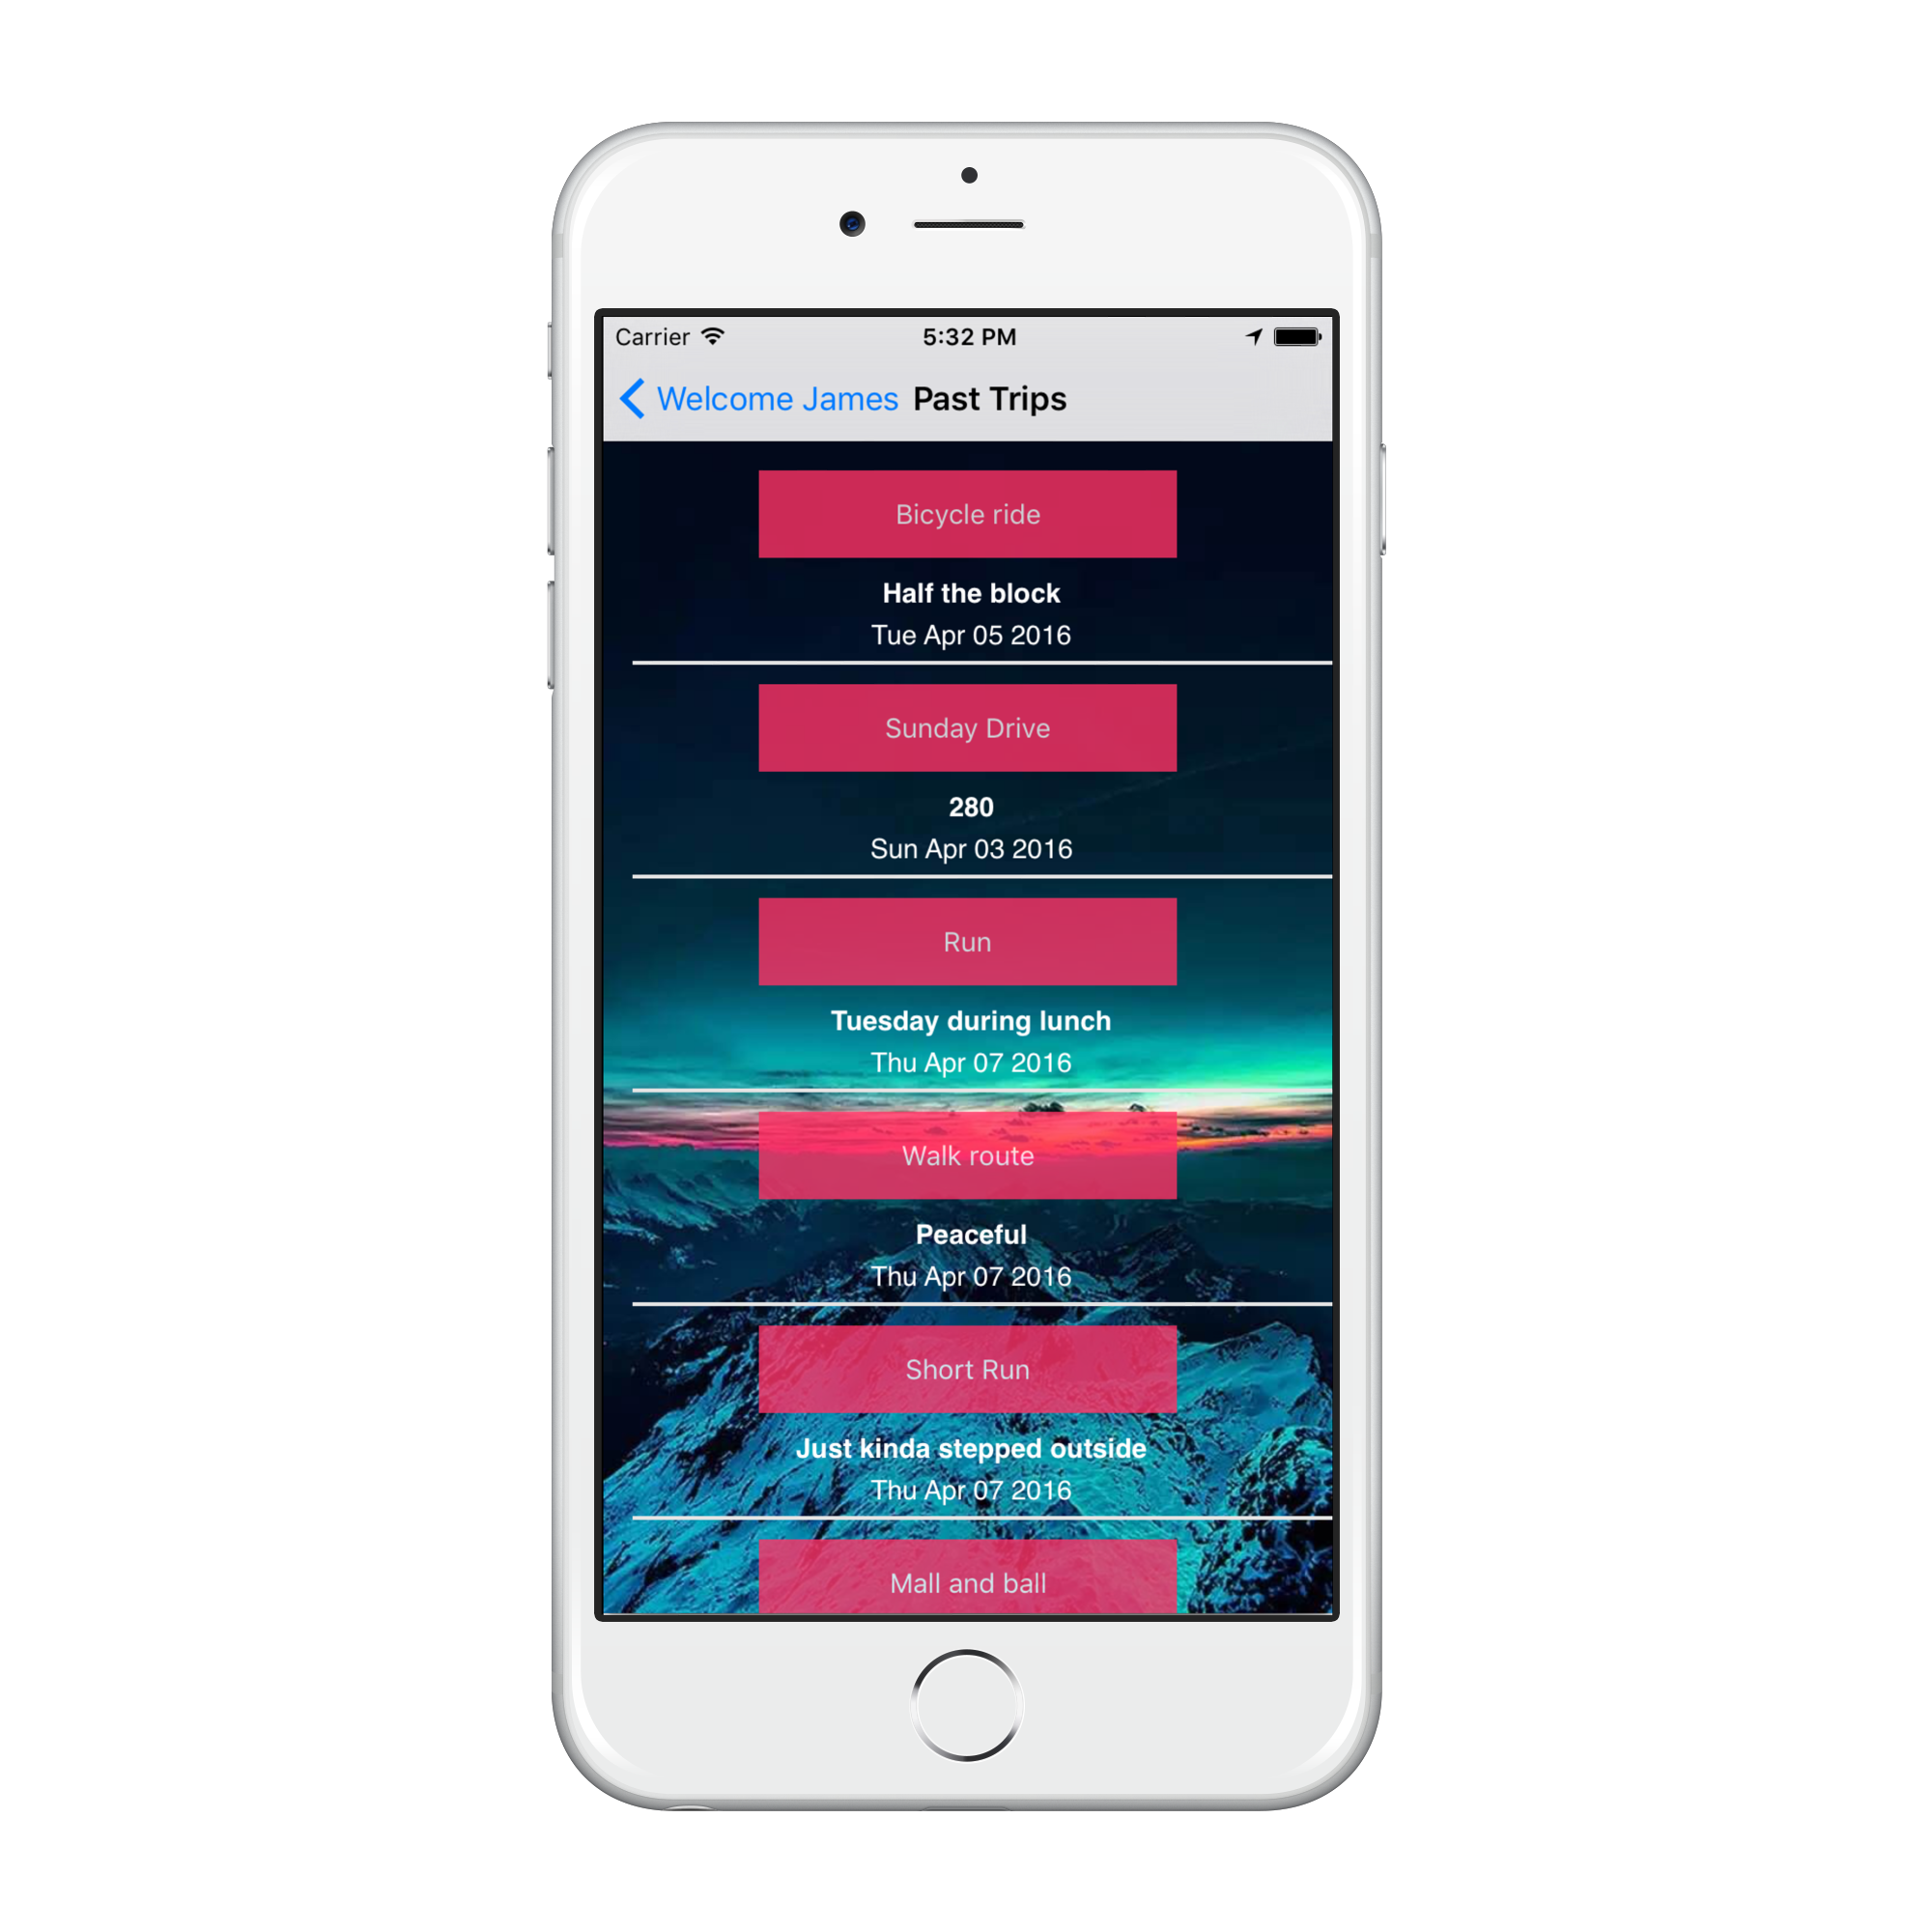 Carrier 5:32 PM
Welcome James Past Trips
Bicycle ride
Half the block
Tue Apr 05 2016
Sunday Drive
280
Sun Apr 03 2016
Run
Tuesday during lunch
Thu Apr 07 2016
Walk route
Peaceful
Thu Apr 07 2016
Short Run
Just kinda stepped outside
Thu Apr 07 2016
Mall and ball